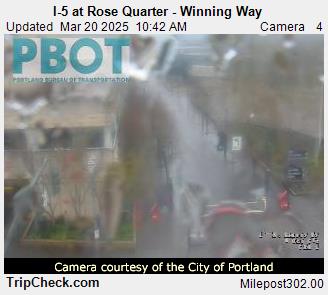 I-5 at Rose Quarter - Winning Way
Updated Mar 20 2025 10:42 AM Camera 4
PBOT
PORTLAND BUREAU OF TRANSPORTATION
Camera courtesy of the City of Portland
TripCheck.com Milepost302.00